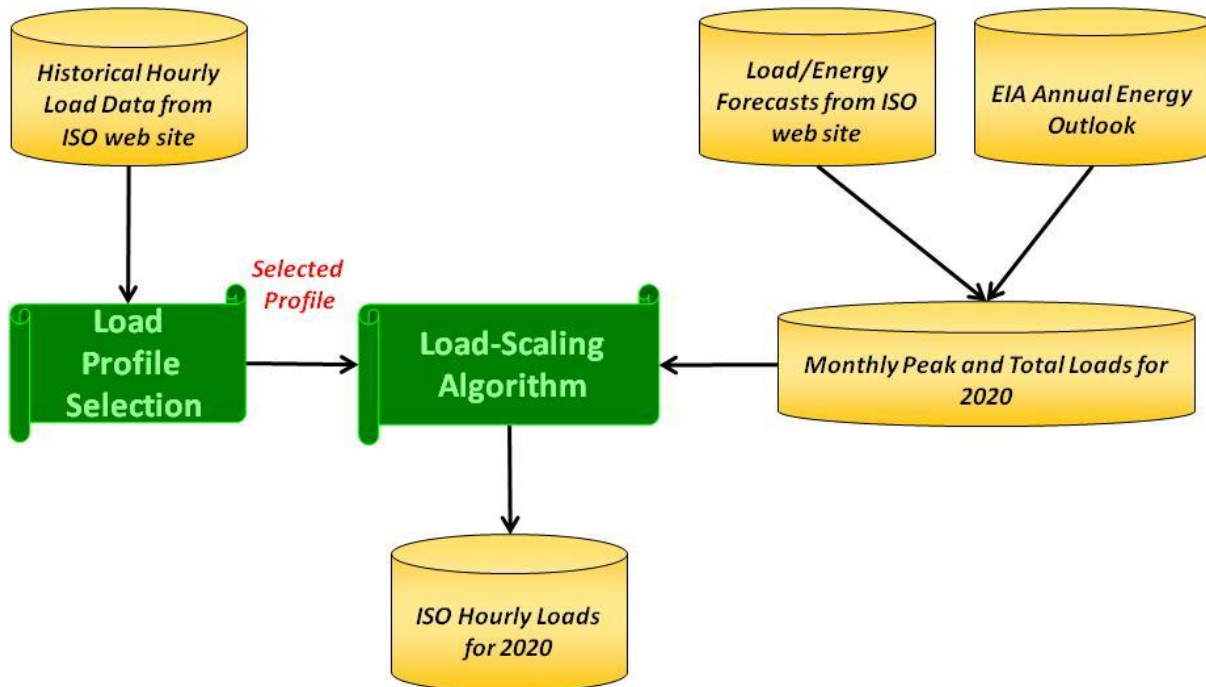 Historical Hourly
Load Data from
ISO web site
Load/Energy
Forecasts from ISO
web site
EIA Annual Energy
Outlook
Selected
Profile
Load
Profile
Selection
Load-Scaling
Algorithm
Monthly Peak and Total Loads for
2020
ISO Hourly Loads
for 2020